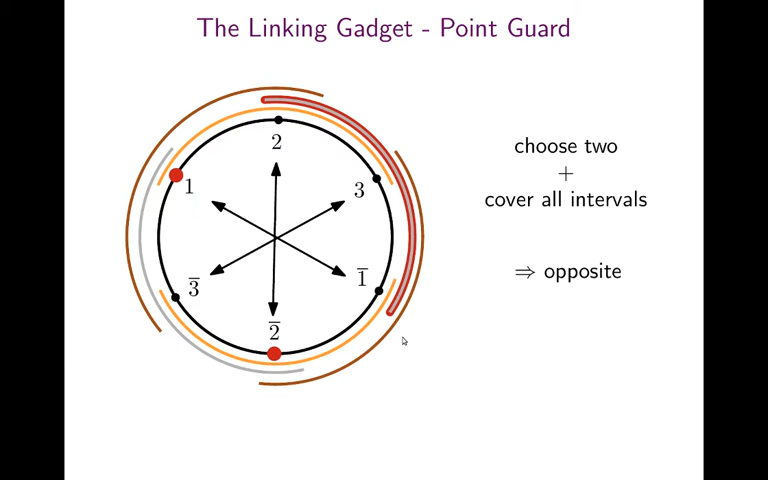 The Linking Gadget - Point Guard
choose two
+
cover all intervals
⇒ opposite
2
1
3
3̅
1̅
2̅